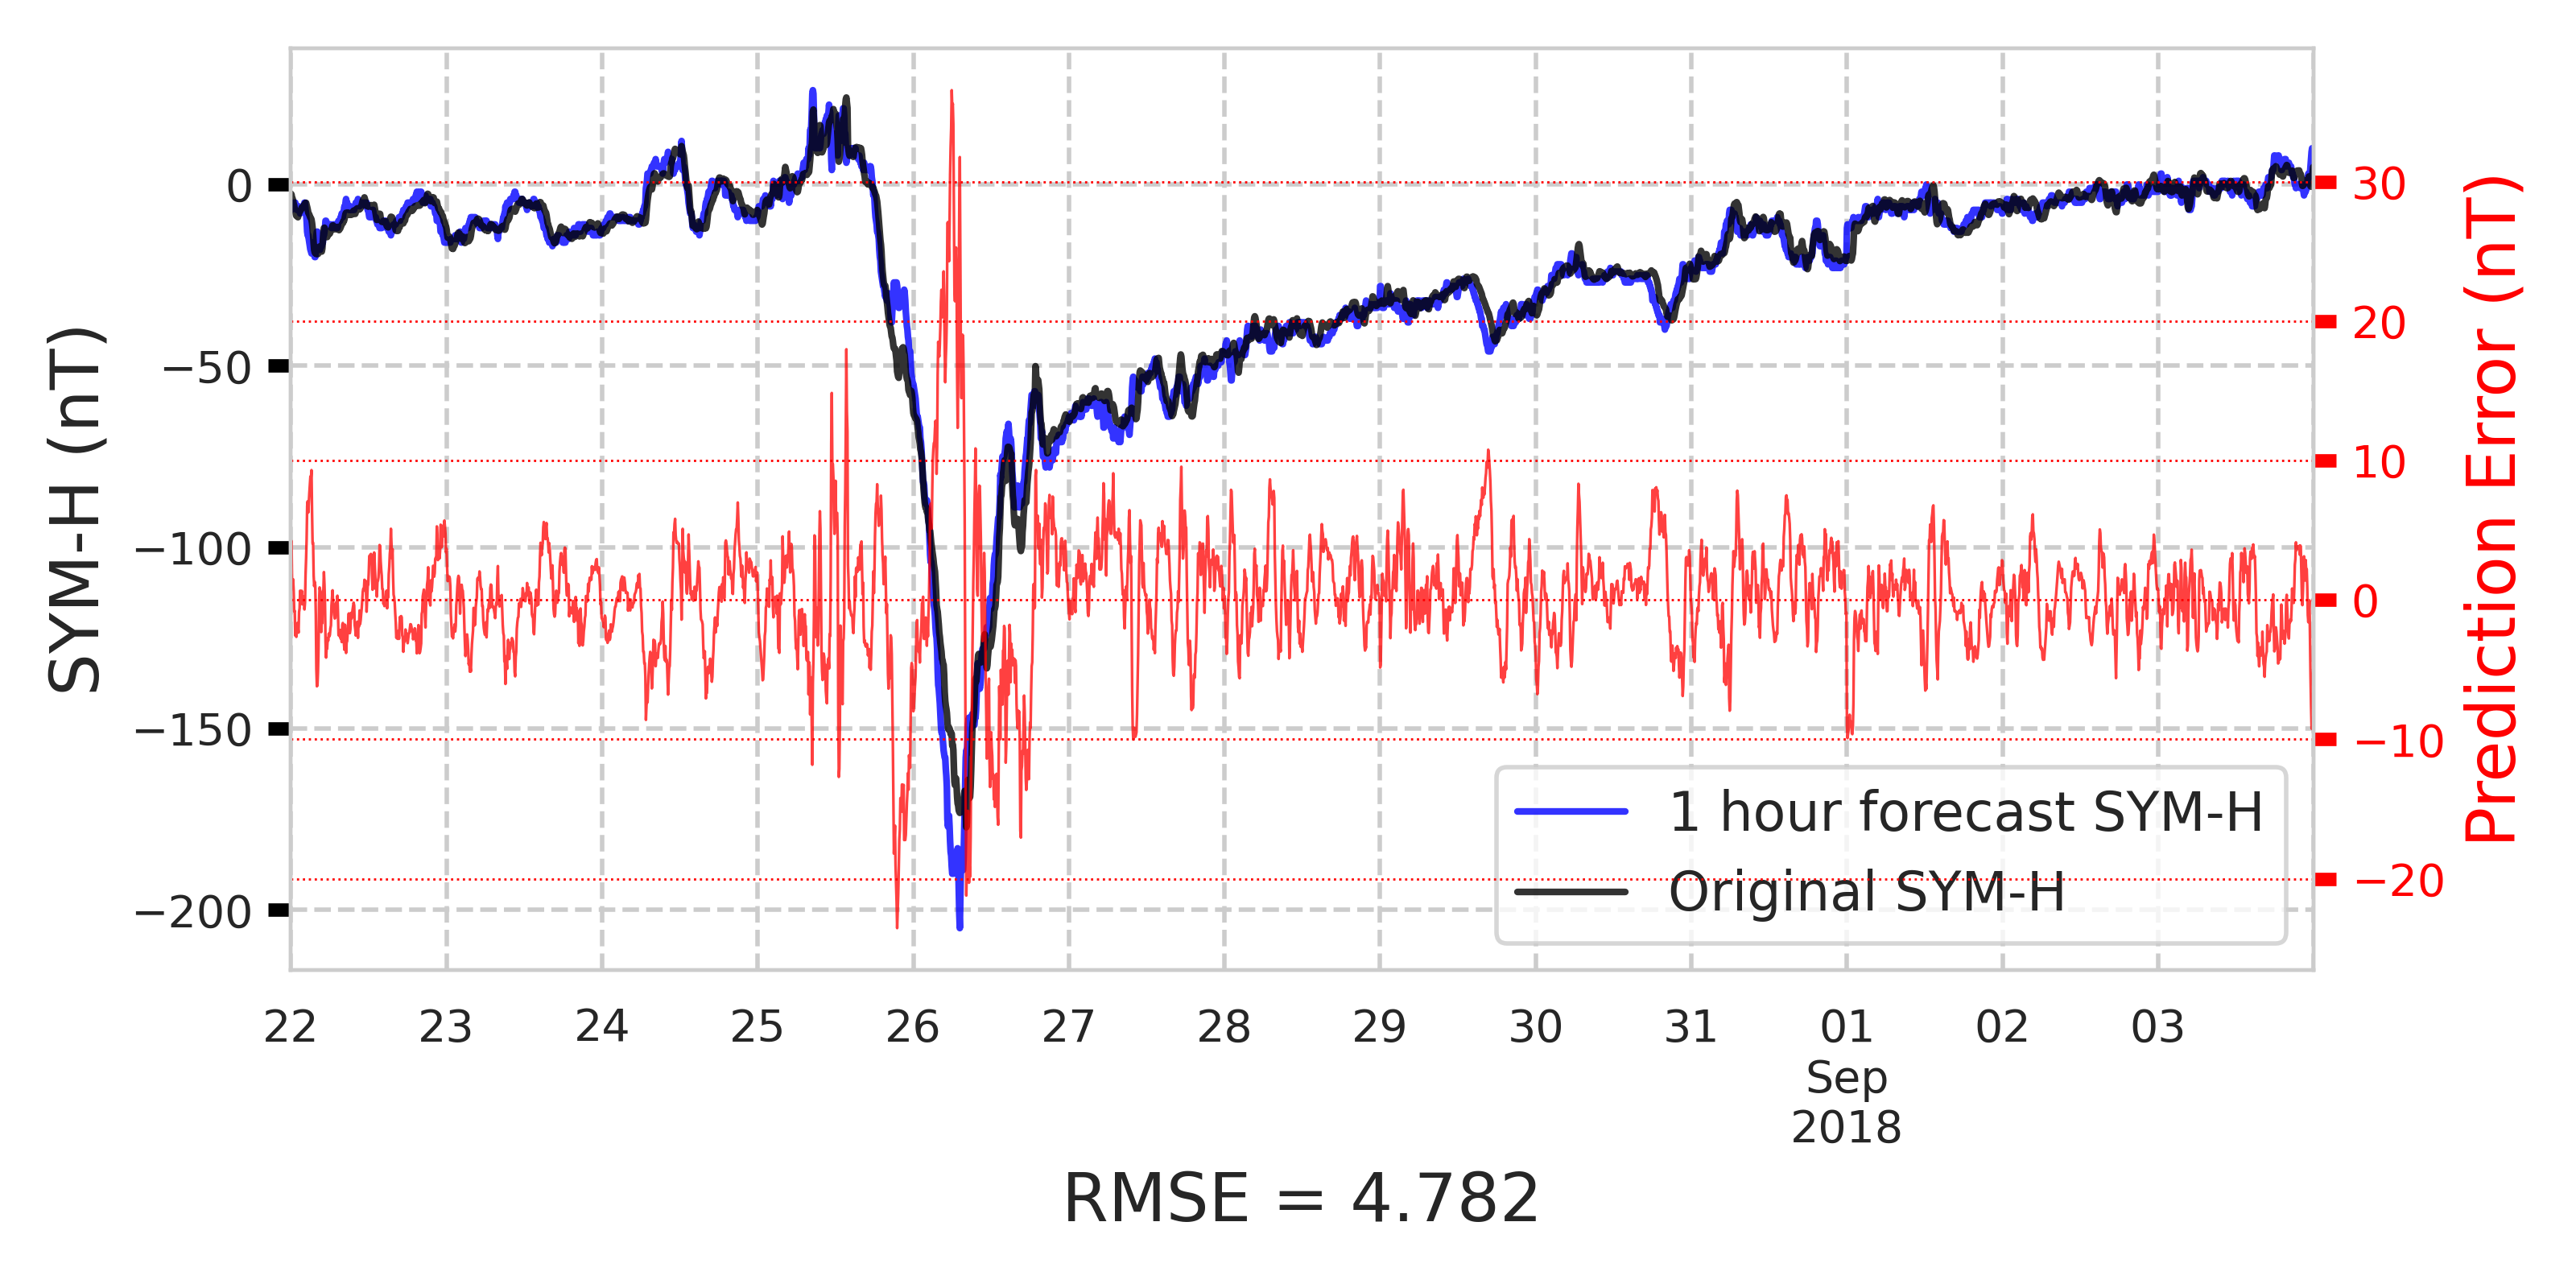 SYM-H (nT)
0
−50
−100
−150
−200
30
20
10
0
−10
−20
Prediction Error (nT)
1 hour forecast SYM-H
Original SYM-H
22 23 24 25 26 27 28 29 30 31 01 02 03
Sep
2018
RMSE = 4.782